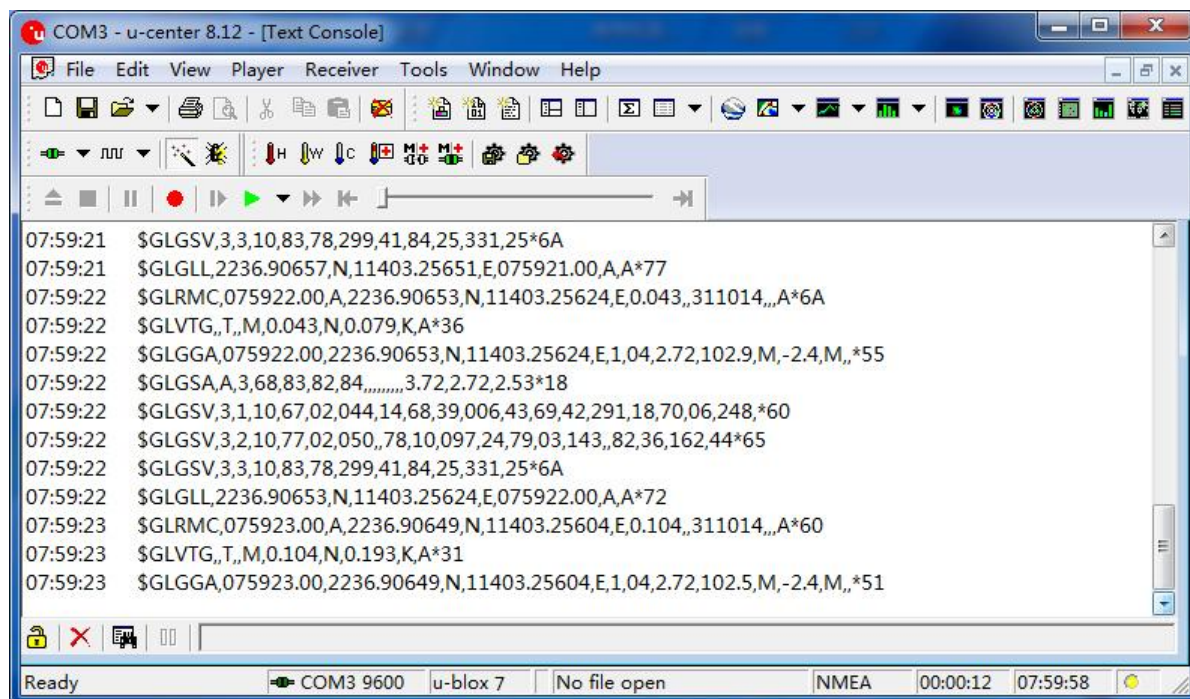 COM3 - u-center 8.12 - [Text Console]
File Edit View Player Receiver Tools Window Help
07:59:21 $GLGSV,3,3,10,83,78,299,41,84,25,331,25*6A
07:59:21 $GLGLL,2236.90657,N,11403.25651,E,075921.00,A,A*77
07:59:22 $GLRMC,075922.00,A,2236.90653,N,11403.25624,E,0.043,,311014,,,A*6A
07:59:22 $GLVTG,,T,,M,0.043,N,0.079,K,A*36
07:59:22 $GLGGA,075922.00,2236.90653,N,11403.25624,E,1,04,2.72,102.9,M,-2.4,M,,*55
07:59:22 $GLGSA,A,3,68,83,82,84,,,,,,,,,3.72,2.72,2.53*18
07:59:22 $GLGSV,3,1,10,67,02,044,14,68,39,006,43,69,42,291,18,70,06,248,*60
07:59:22 $GLGSV,3,2,10,77,02,050,,78,10,097,24,79,03,143,,82,36,162,44*65
07:59:22 $GLGSV,3,3,10,83,78,299,41,84,25,331,25*6A
07:59:22 $GLGLL,2236.90653,N,11403.25624,E,075922.00,A,A*72
07:59:23 $GLRMC,075923.00,A,2236.90649,N,11403.25604,E,0.104,,311014,,,A*60
07:59:23 $GLVTG,,T,,M,0.104,N,0.193,K,A*31
07:59:23 $GLGGA,075923.00,2236.90649,N,11403.25604,E,1,04,2.72,102.5,M,-2.4,M,,*51
Ready COM3 9600 u-blox 7 No file open NMEA 00:00:12 07:59:58